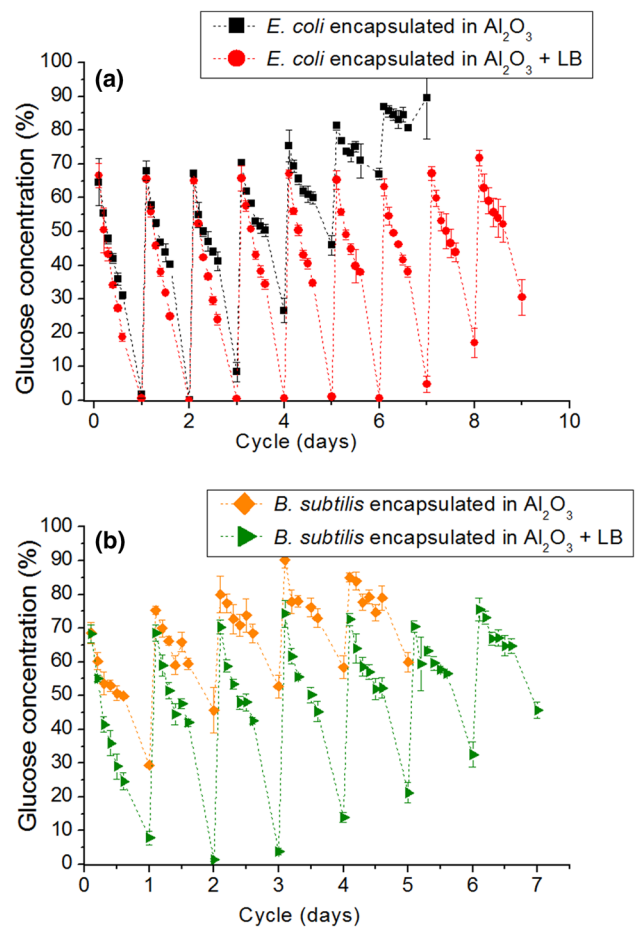 E. coli encapsulated in Al2O3
E. coli encapsulated in Al2O3 + LB
(a)
Glucose concentration (%)
100
90
80
70
60
50
40
30
20
10
0
0 2 4 6 8 10
Cycle (days)
B. subtilis encapsulated in Al2O3
B. subtilis encapsulated in Al2O3 + LB
(b)
Glucose concentration (%)
100
90
80
70
60
50
40
30
20
10
0
0 1 2 3 4 5 6 7
Cycle (days)